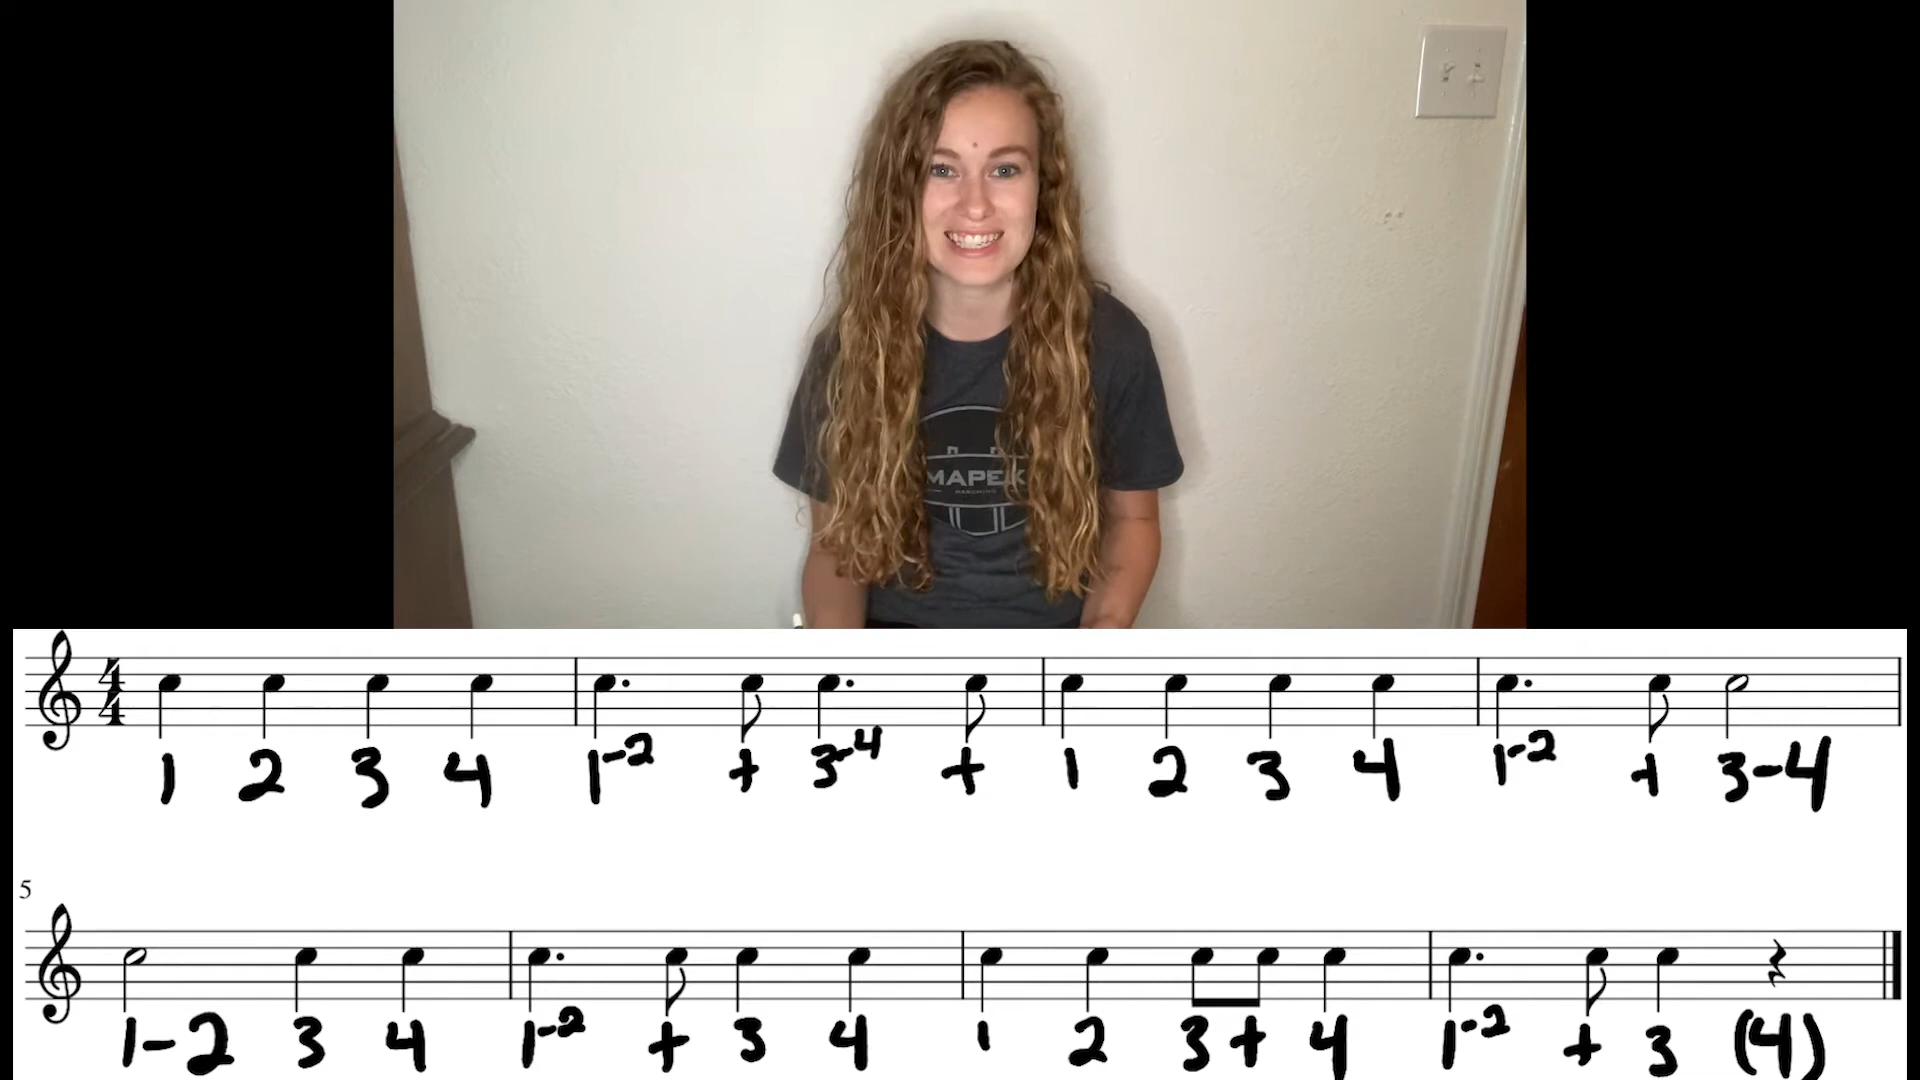 MAPEX
MARCHING
4 4
1 2 3 4 1-2 + 3-4 + 1 2 3 4 1-2 + 3-4
5
1-2 3 4 1-2 + 3 4 1 2 3 + 4 1-2 + 3 (4)